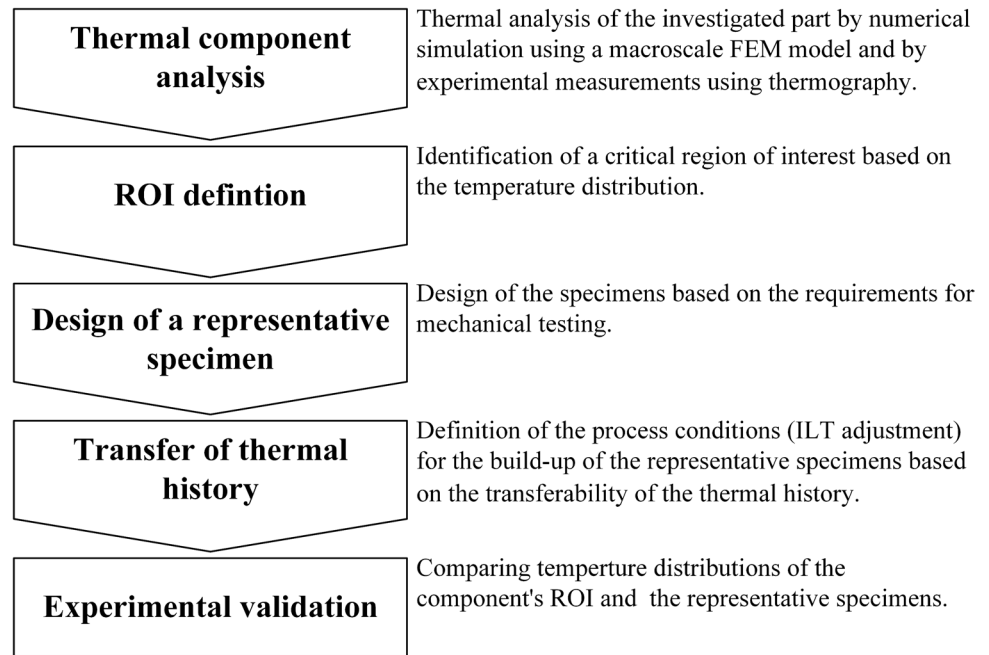 Thermal component
analysis
Thermal analysis of the investigated part by numerical
simulation using a macroscale FEM model and by
experimental measurements using thermography.
ROI defintion
Identification of a critical region of interest based on
the temperature distribution.
Design of a representative
specimen
Design of the specimens based on the requirements for
mechanical testing.
Transfer of thermal
history
Definition of the process conditions (ILT adjustment)
for the build-up of the representative specimens based
on the transferability of the thermal history.
Experimental validation
Comparing temperture distributions of the
component's ROI and  the representative specimens.